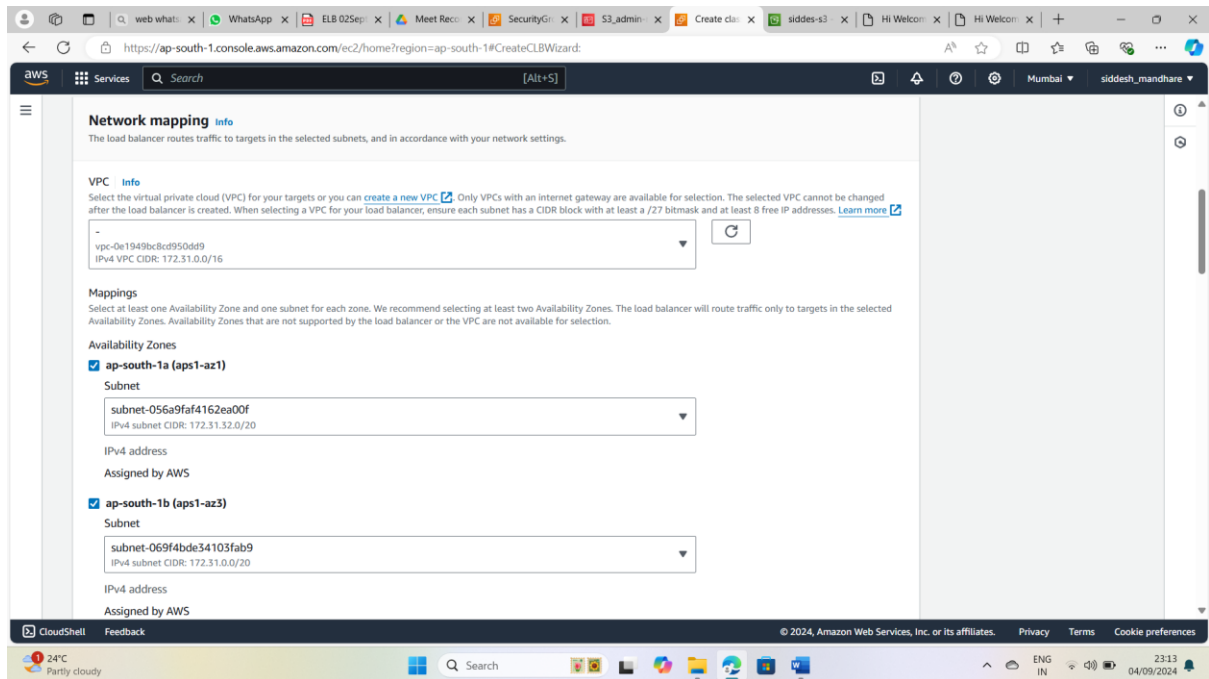 web whats
WhatsApp
ELB 02Sep
Meet Reco
SecurityGr
S3_admin-
Create clas
siddes-s3 -
Hi Welcom
Hi Welcom
https://ap-south-1.console.aws.amazon.com/ec2/home?region=ap-south-1#CreateCLBWizard:
aws
Services
Search
[Alt+S]
Mumbai
siddesh_mandhare
Network mapping Info
The load balancer routes traffic to targets in the selected subnets, and in accordance with your network settings.
VPC Info
Select the virtual private cloud (VPC) for your targets or you can create a new VPC. Only VPCs with an internet gateway are available for selection. The selected VPC cannot be changed
after the load balancer is created. When selecting a VPC for your load balancer, ensure each subnet has a CIDR block with at least a /27 bitmask and at least 8 free IP addresses. Learn more
-
vpc-0e1949bc8cd950dd9
IPv4 VPC CIDR: 172.31.0.0/16
Mappings
Select at least one Availability Zone and one subnet for each zone. We recommend selecting at least two Availability Zones. The load balancer will route traffic only to targets in the selected
Availability Zones. Availability Zones that are not supported by the load balancer or the VPC are not available for selection.
Availability Zones
ap-south-1a (aps1-az1)
Subnet
subnet-056a9faf4162ea00f
IPv4 subnet CIDR: 172.31.32.0/20
IPv4 address
Assigned by AWS
ap-south-1b (aps1-az3)
Subnet
subnet-069f4bde34103fab9
IPv4 subnet CIDR: 172.31.0.0/20
IPv4 address
Assigned by AWS
CloudShell
Feedback
© 2024, Amazon Web Services, Inc. or its affiliates.
Privacy
Terms
Cookie preferences
1
24°C
Partly cloudy
Search
ENG
IN
23:13
04/09/2024